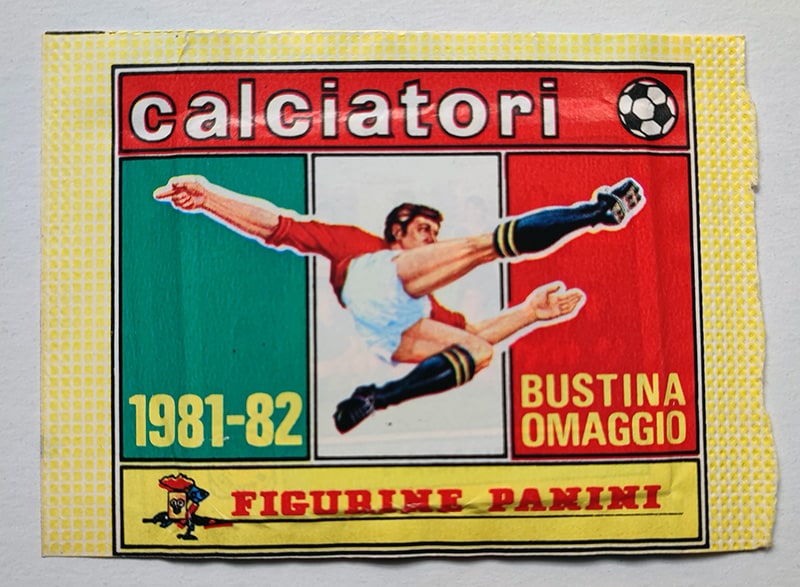 calciatori
1981-82
BUSTINA
OMAGGIO
FIGURINE PANINI